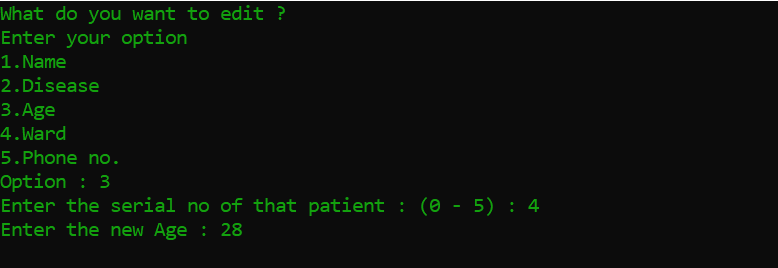 What do you want to edit ?
Enter your option
1.Name
2.Disease
3.Age
4.Ward
5.Phone no.
Option : 3
Enter the serial no of that patient : (0 - 5) : 4
Enter the new Age : 28